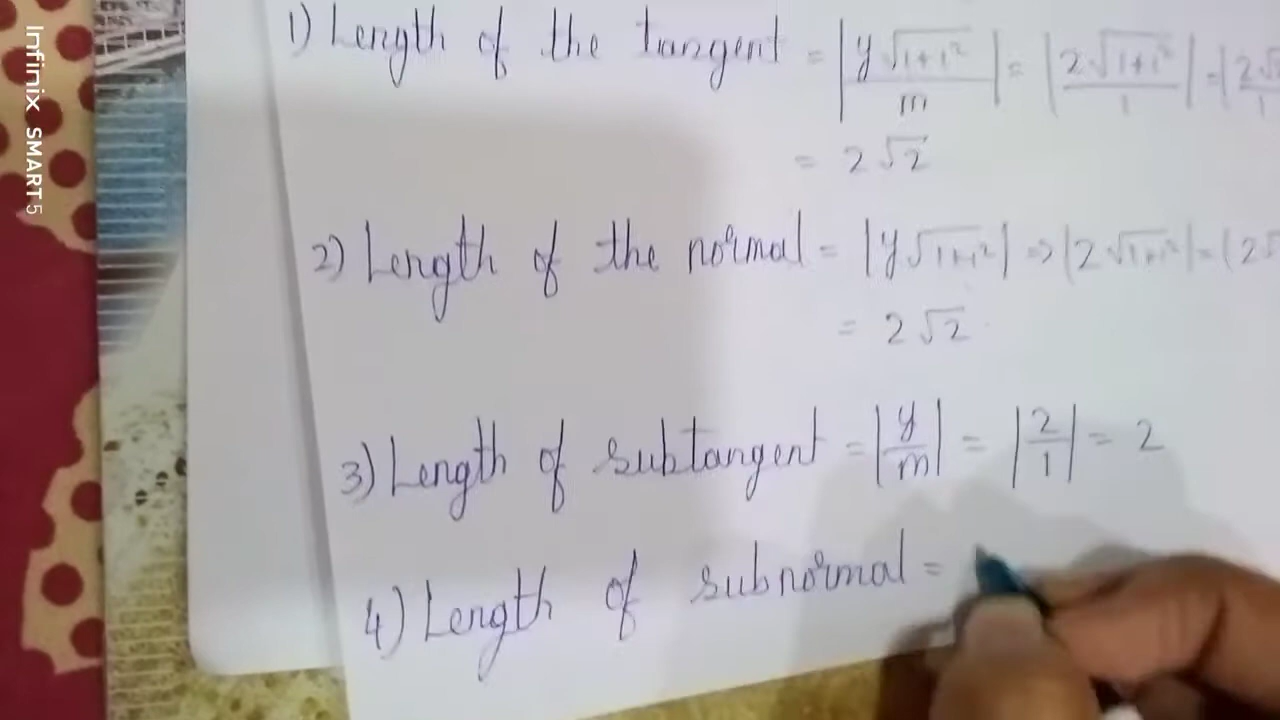 1) Length of the tangent = |y√1+1² / m| = |2√1+1² / 1| = |2√
= 2√2
2) Length of the normal = |y√1+1²| => |2√1+1²| = |2√
= 2√2
3) Length of subtangent = |y/m| = |2/1| = 2
4) Length of subnormal =
Infinix SMART 5